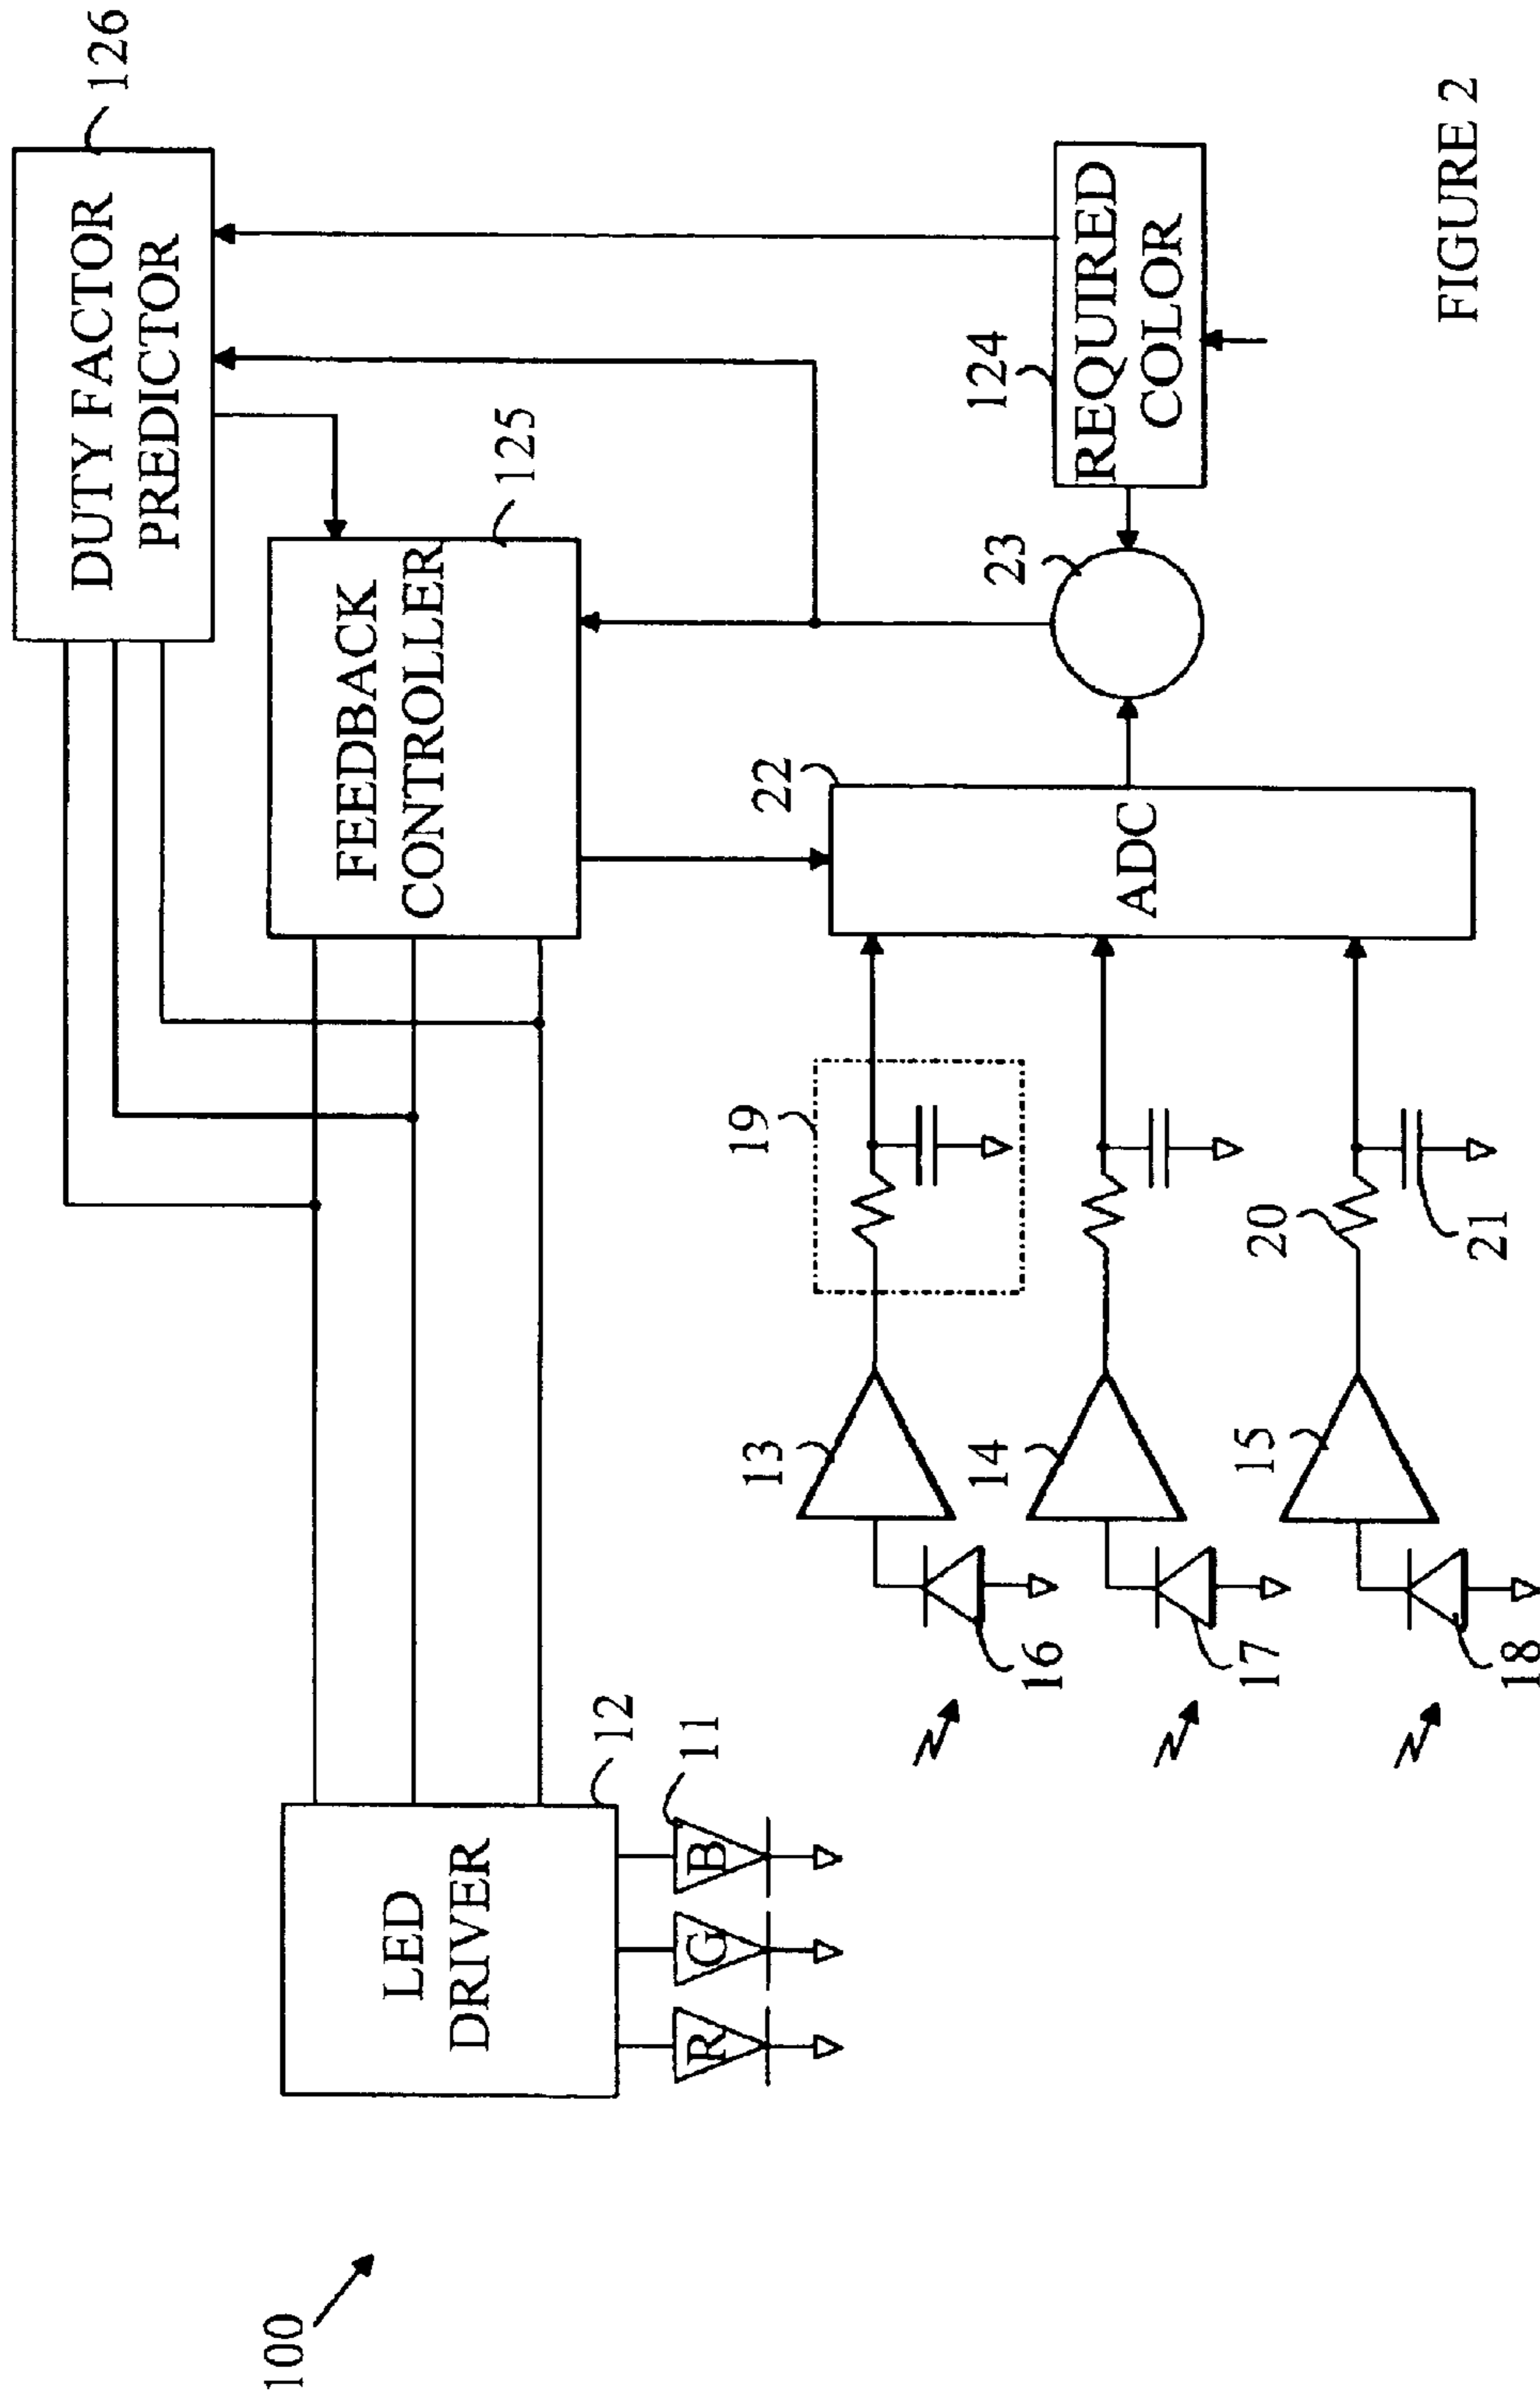 100
126
DUTY FACTOR
PREDICTOR
FEEDBACK
CONTROLLER
125
LED
DRIVER
12
11
R
G
B
13
14
15
16
17
18
19
20
21
22
ADC
23
124
REQUIRED
COLOR
FIGURE 2